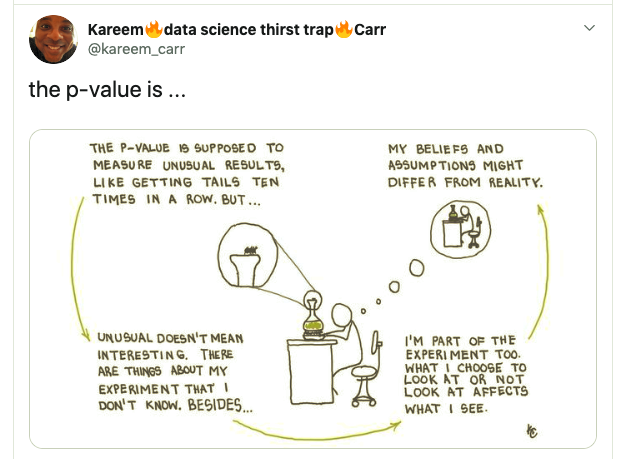 Kareem🔥data science thirst trap🔥Carr
@kareem_carr
the p-value is ...
THE P-VALUE IS SUPPOSED TO
MEASURE UNUSUAL RESULTS,
LIKE GETTING TAILS TEN
TIMES IN A ROW. BUT...
UNUSUAL DOESN'T MEAN
INTERESTING. THERE
ARE THINGS ABOUT MY
EXPERIMENT THAT I
DON'T KNOW. BESIDES...
I'M PART OF THE
EXPERIMENT TOO.
WHAT I CHOOSE TO
LOOK AT OR NOT
LOOK AT AFFECTS
WHAT I SEE.
MY BELIEFS AND
ASSUMPTIONS MIGHT
DIFFER FROM REALITY.
KC